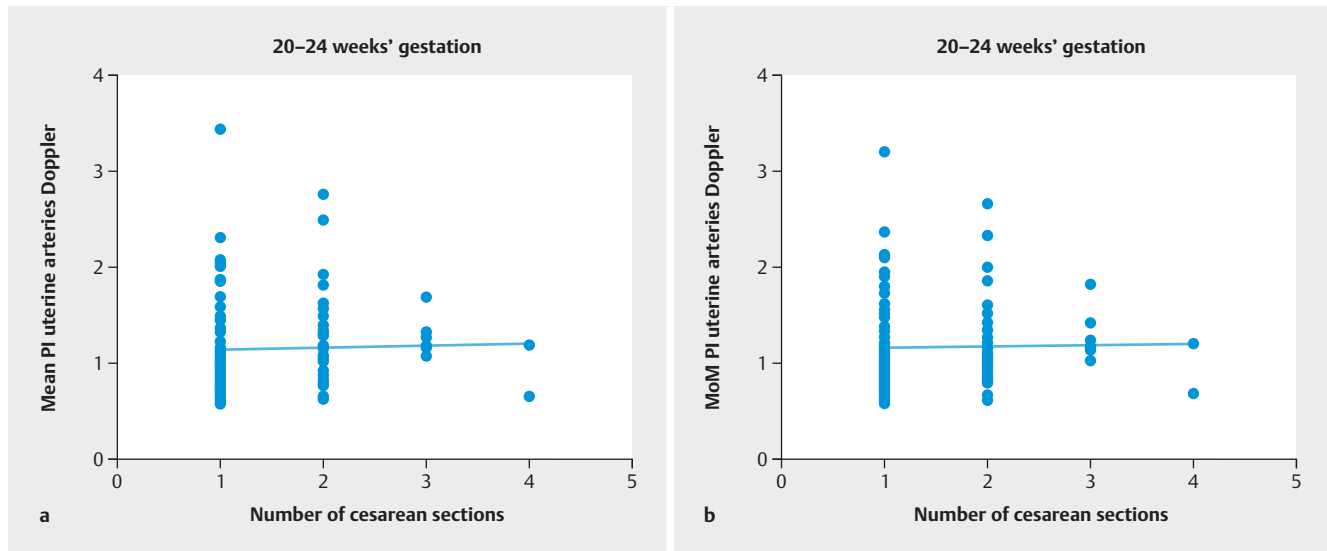 20–24 weeks’ gestation
Mean PI uterine arteries Doppler
4
3
2
1
0
0 1 2 3 4 5
Number of cesarean sections
a
20–24 weeks’ gestation
MoM PI uterine arteries Doppler
4
3
2
1
0
0 1 2 3 4 5
Number of cesarean sections
b